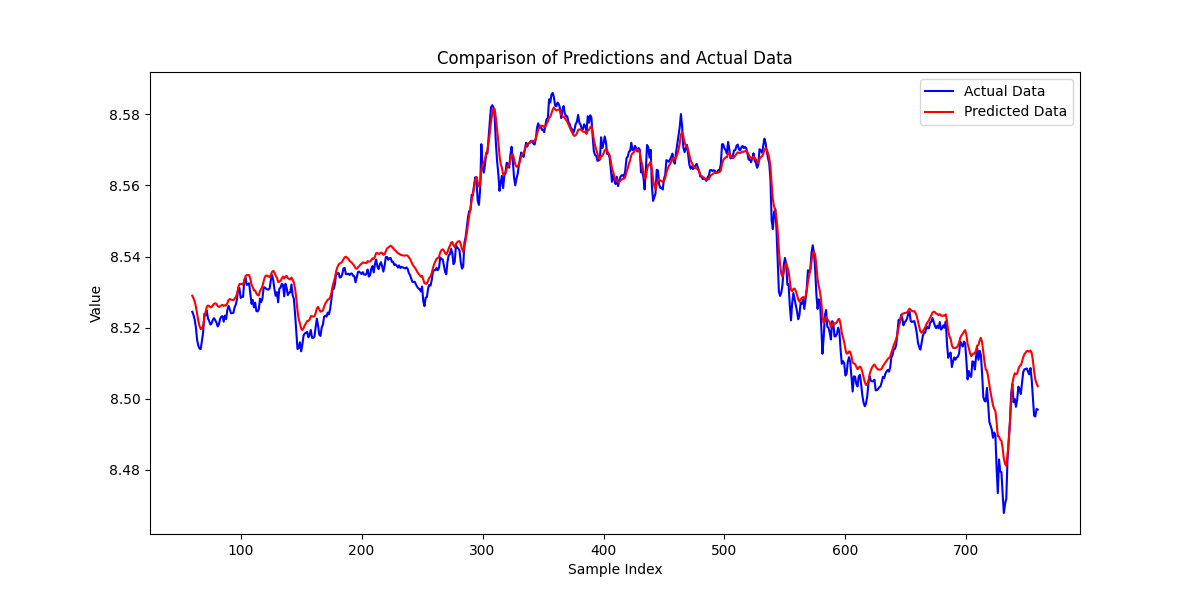 Comparison of Predictions and Actual Data
Actual Data
Predicted Data
8.58
8.56
8.54
8.52
8.50
8.48
Value
100 200 300 400 500 600 700
Sample Index